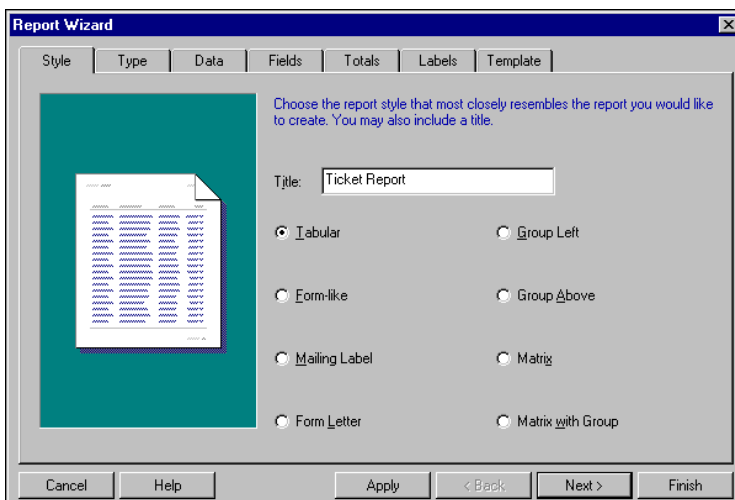 Report Wizard
Style Type Data Fields Totals Labels Template
Choose the report style that most closely resembles the report you would like
to create. You may also include a title.
Title: Ticket Report
Tabular Group Left
Form-like Group Above
Mailing Label Matrix
Form Letter Matrix with Group
Cancel Help Apply < Back Next > Finish